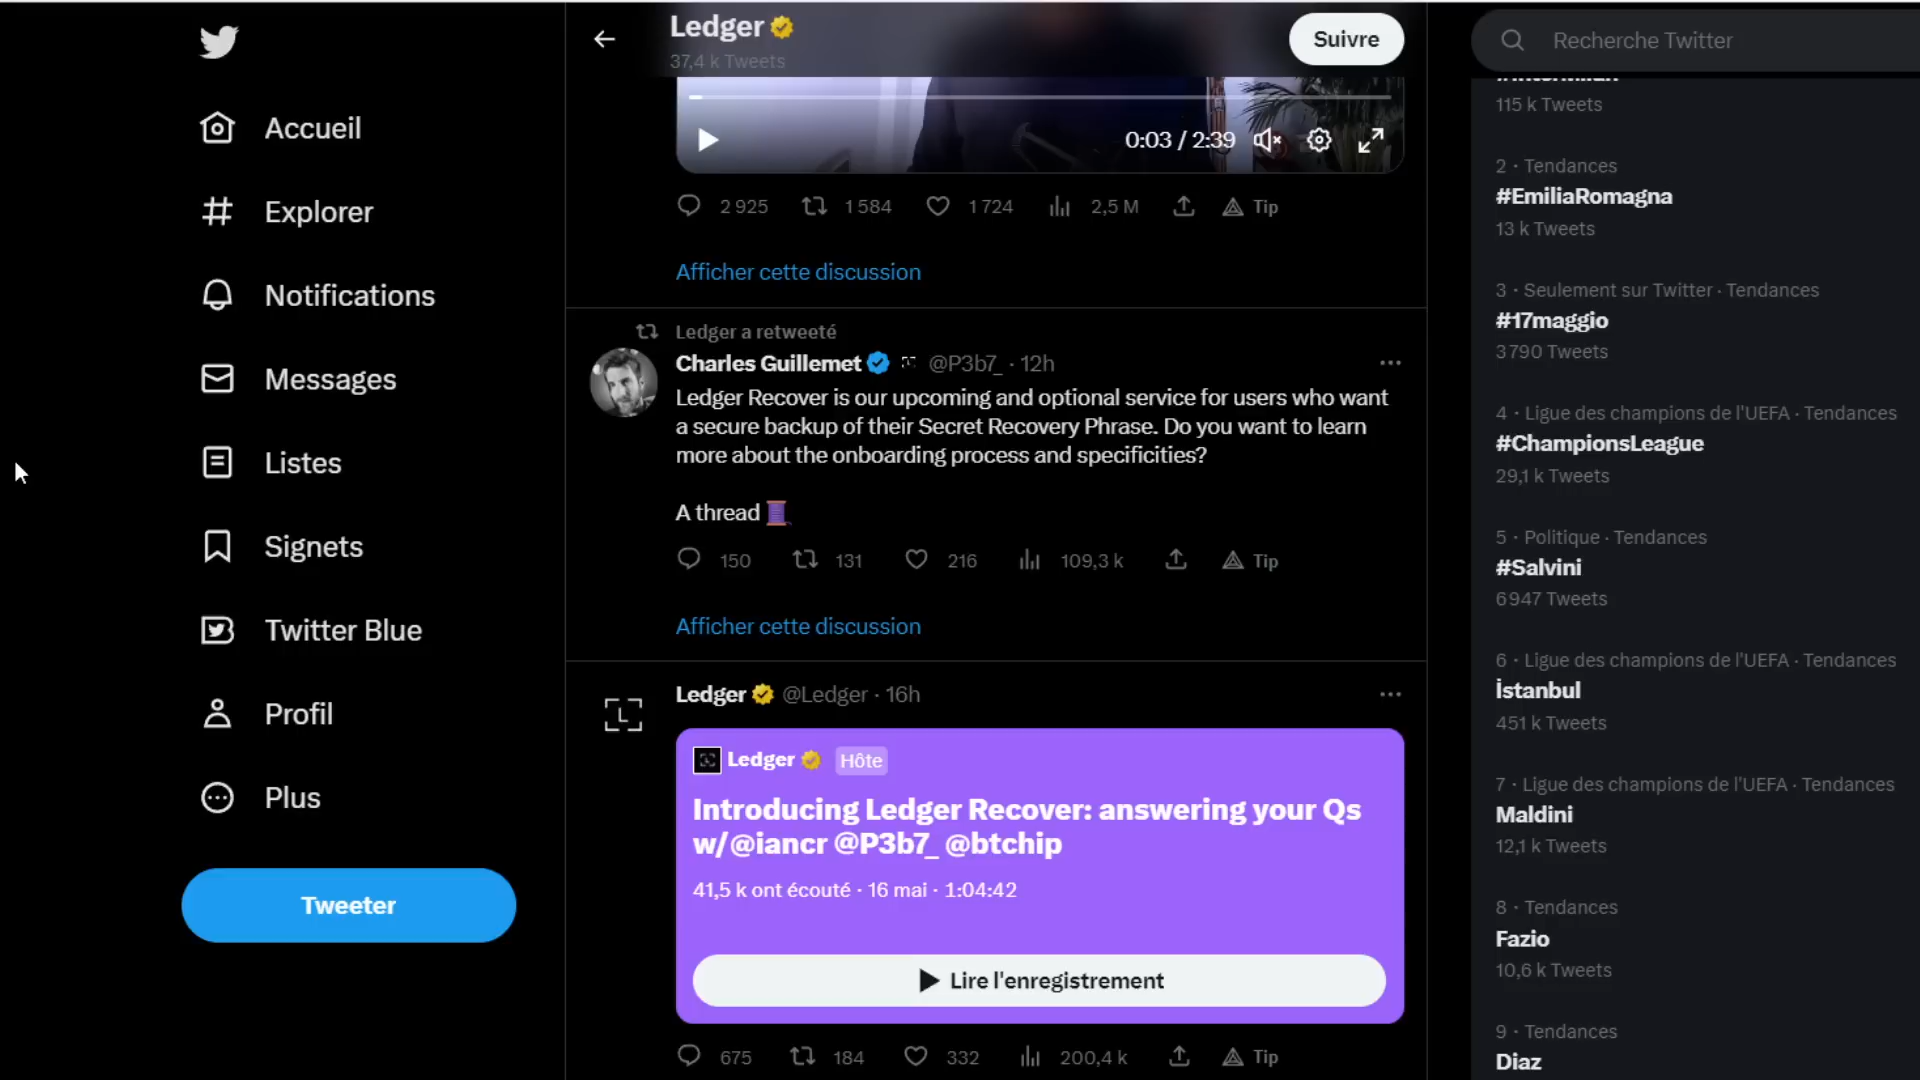 Accueil
Explorer
Notifications
Messages
Listes
Signets
Twitter Blue
Profil
Plus
Tweeter
Ledger
37,4 k Tweets
Suivre
0:03 / 2:39
2 925 1 584 1 724 2,5 M Tip
Afficher cette discussion
Ledger a retweeté
Charles Guillemet @P3b7_ · 12h
Ledger Recover is our upcoming and optional service for users who want
a secure backup of their Secret Recovery Phrase. Do you want to learn
more about the onboarding process and specificities?
A thread
150 131 216 109,3 k Tip
Afficher cette discussion
Ledger @Ledger · 16h
Ledger Hôte
Introducing Ledger Recover: answering your Qs
w/@iancr @P3b7_ @btchip
41,5 k ont écouté · 16 mai · 1:04:42
Lire l'enregistrement
675 184 332 200,4 k Tip
Recherche Twitter
115 k Tweets
2 · Tendances
#EmiliaRomagna
13 k Tweets
3 · Seulement sur Twitter · Tendances
#17maggio
3 790 Tweets
4 · Ligue des champions de l'UEFA · Tendances
#ChampionsLeague
29,1 k Tweets
5 · Politique · Tendances
#Salvini
6 947 Tweets
6 · Ligue des champions de l'UEFA · Tendances
İstanbul
451 k Tweets
7 · Ligue des champions de l'UEFA · Tendances
Maldini
12,1 k Tweets
8 · Tendances
Fazio
10,6 k Tweets
9 · Tendances
Diaz